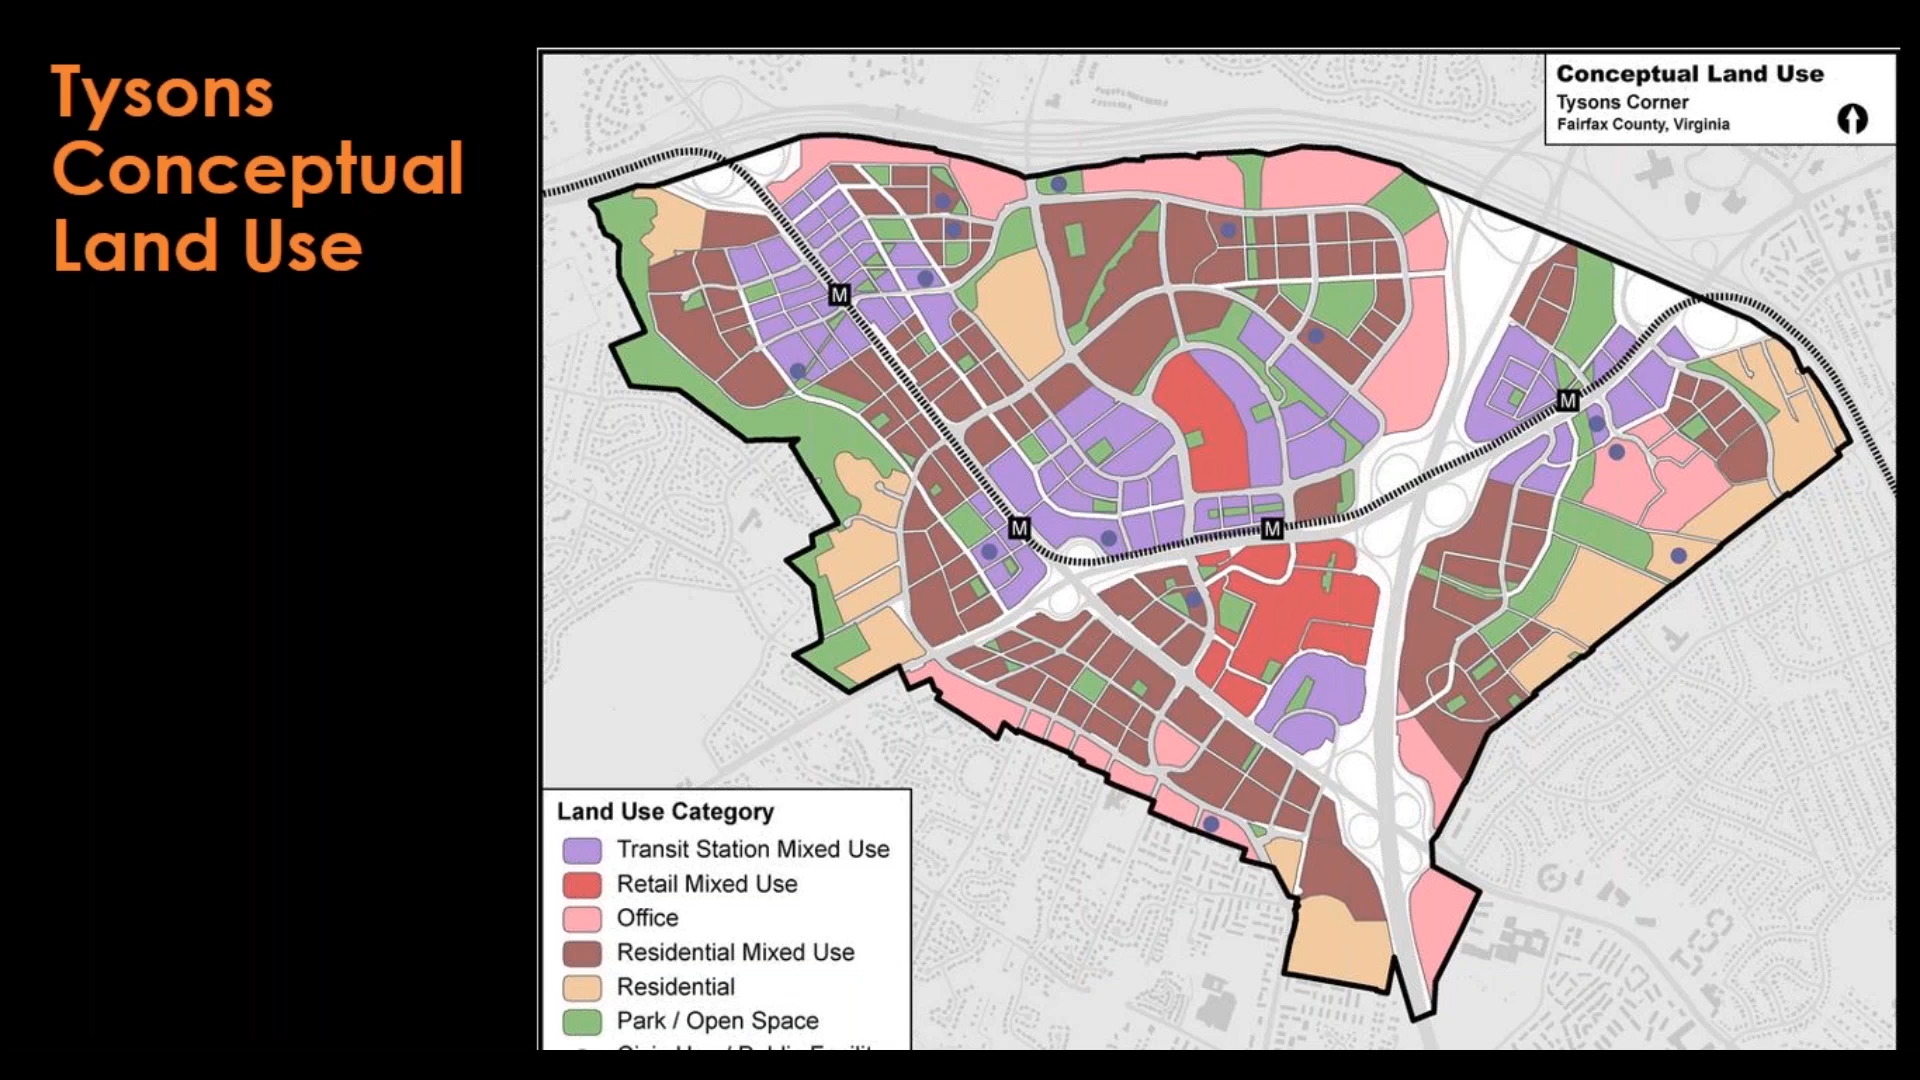 Tysons
Conceptual
Land Use
Conceptual Land Use
Tysons Corner
Fairfax County, Virginia
M
M
M
M
Land Use Category
Transit Station Mixed Use
Retail Mixed Use
Office
Residential Mixed Use
Residential
Park / Open Space